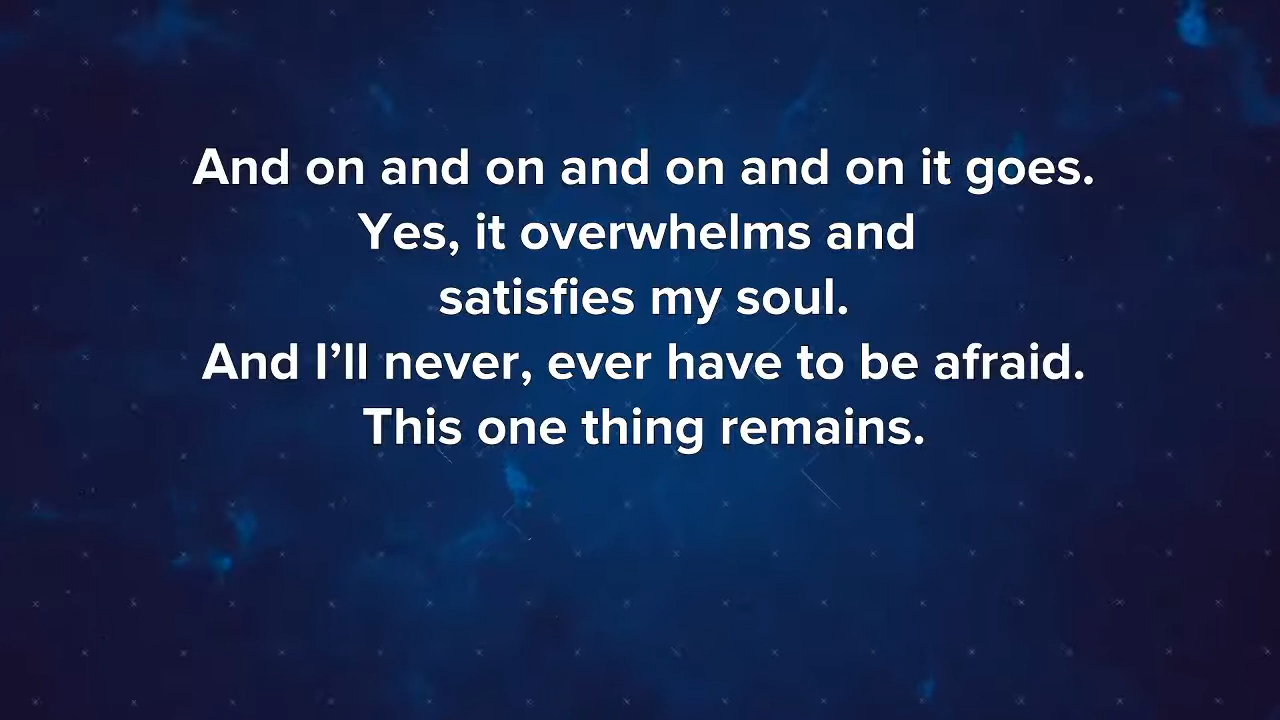 And on and on and on and on it goes.
Yes, it overwhelms and
satisfies my soul.
And I’ll never, ever have to be afraid.
This one thing remains.